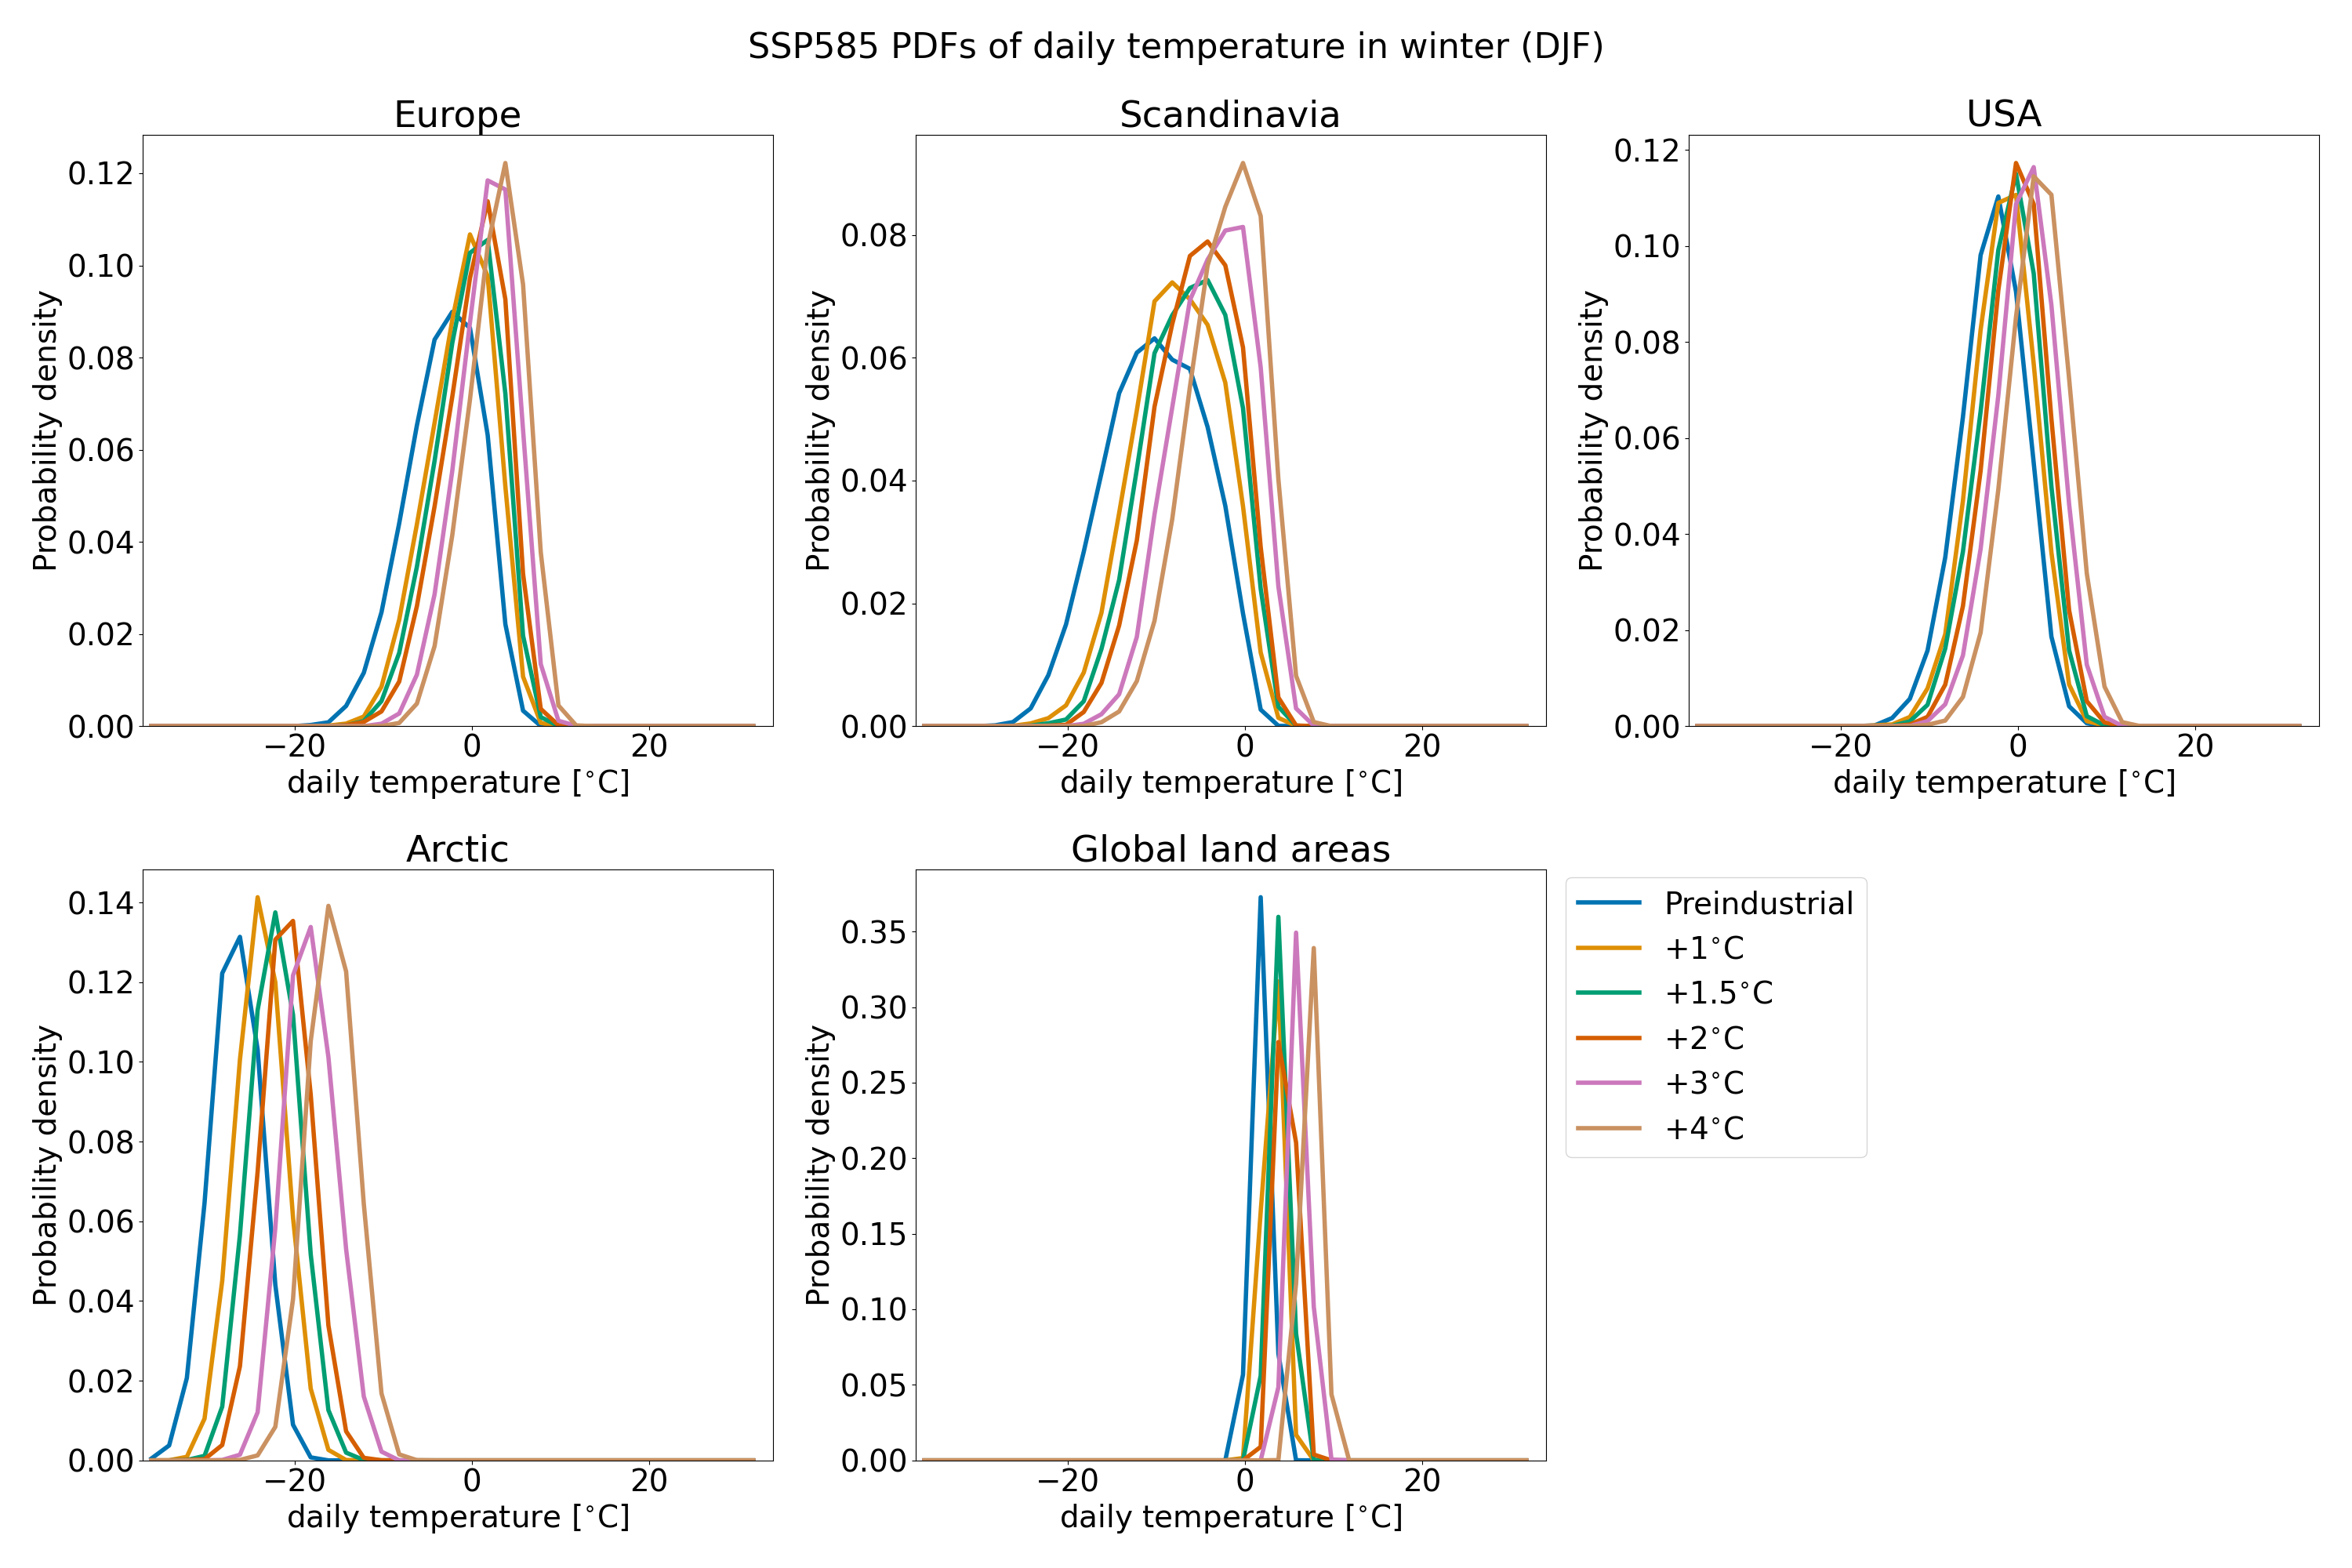 SSP585 PDFs of daily temperature in winter (DJF)
Europe
Scandinavia
USA
Probability density
0.12
0.10
0.08
0.06
0.04
0.02
0.00
−20 0 20
daily temperature [°C]
Probability density
0.08
0.06
0.04
0.02
0.00
−20 0 20
daily temperature [°C]
Probability density
0.12
0.10
0.08
0.06
0.04
0.02
0.00
−20 0 20
daily temperature [°C]
Arctic
Global land areas
Probability density
0.14
0.12
0.10
0.08
0.06
0.04
0.02
0.00
−20 0 20
daily temperature [°C]
Probability density
0.35
0.30
0.25
0.20
0.15
0.10
0.05
0.00
−20 0 20
daily temperature [°C]
Preindustrial
+1°C
+1.5°C
+2°C
+3°C
+4°C